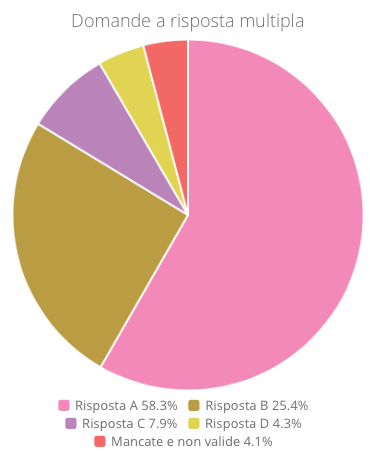 Domande a risposta multipla
Risposta A 58.3% Risposta B 25.4%
Risposta C 7.9% Risposta D 4.3%
Mancate e non valide 4.1%